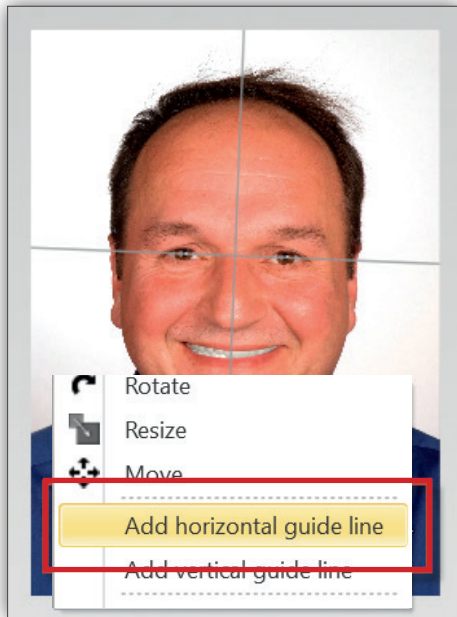 Rotate
Resize
Move
Add horizontal guide line
Add vertical guide line